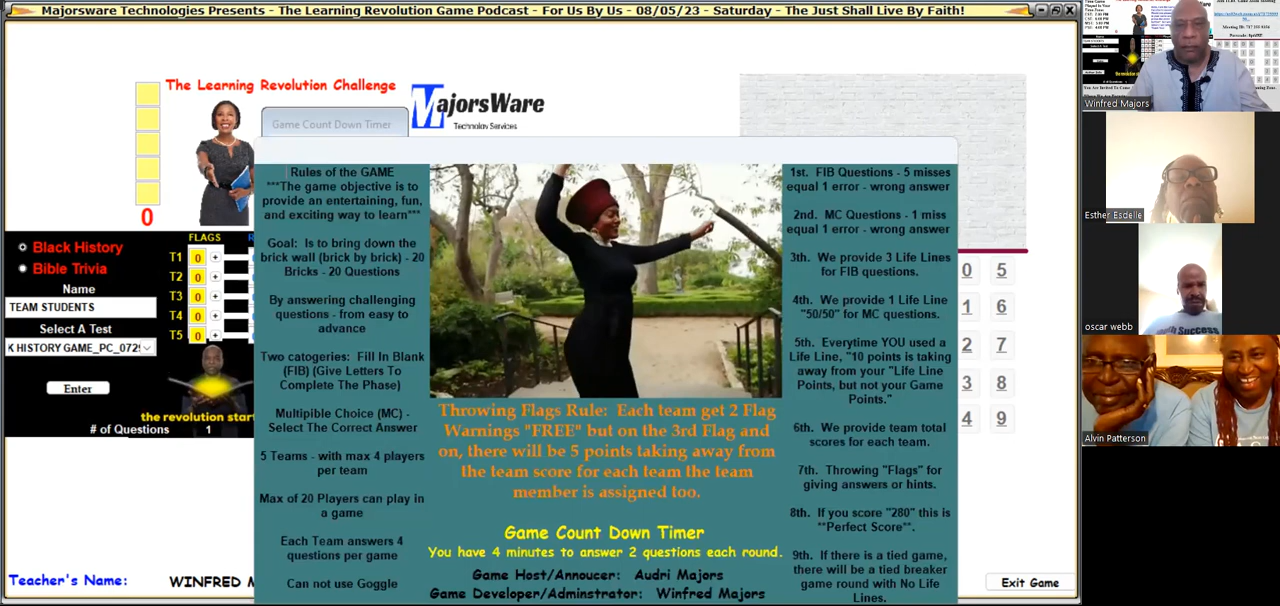 Majorsware Technologies Presents - The Learning Revolution Game Podcast - For Us By Us - 08/05/23 - Saturday - The Just Shall Live By Faith!
The Learning Revolution Challenge
Game Count Down Timer
MajorsWare
Technology Services
0
FLAGS
Black History
Bible Trivia
Name
TEAM STUDENTS
Select A Test
K HISTORY GAME_PC_072
Enter
the revolution star
# of Questions 1
T1 0 +
T2 0 +
T3 0 +
T4 0 +
T5 0 +
Rules of the GAME
***The game objective is to
provide an entertaining, fun,
and exciting way to learn***
Goal: Is to bring down the
brick wall (brick by brick) - 20
Bricks - 20 Questions
By answering challenging
questions - from easy to
advance
Two catogeries: Fill In Blank
(FIB) (Give Letters To
Complete The Phase)
Multipible Choice (MC) -
Select The Correct Answer
5 Teams - with max 4 players
per team
Max of 20 Players can play in
a game
Each Team answers 4
questions per game
Can not use Goggle
Throwing Flags Rule: Each team get 2 Flag
Warnings "FREE" but on the 3rd Flag and
on, there will be 5 points taking away from
the team score for each team the team
member is assigned too.
Game Count Down Timer
You have 4 minutes to answer 2 questions each round.
Game Host/Annoucer: Audri Majors
Game Developer/Adminstrator: Winfred Majors
1st. FIB Questions - 5 misses
equal 1 error - wrong answer
2nd. MC Questions - 1 miss
equal 1 error - wrong answer
3th. We provide 3 Life Lines
for FIB questions.
4th. We provide 1 Life Line
"50/50" for MC questions.
5th. Everytime YOU used a
Life Line, "10 points is taking
away from your "Life Line
Points, but not your Game
Points."
6th. We provide team total
scores for each team.
7th. Throwing "Flags" for
giving answers or hints.
8th. If you score "280" this is
**Perfect Score**.
9th. If there is a tied game,
there will be a tied breaker
game round with No Life
Lines.
0 5
1 6
2 7
3 8
4 9
Teacher's Name: WINFRED M
Exit Game
Winfred Majors
Esther Esdelle
oscar webb
Alvin Patterson